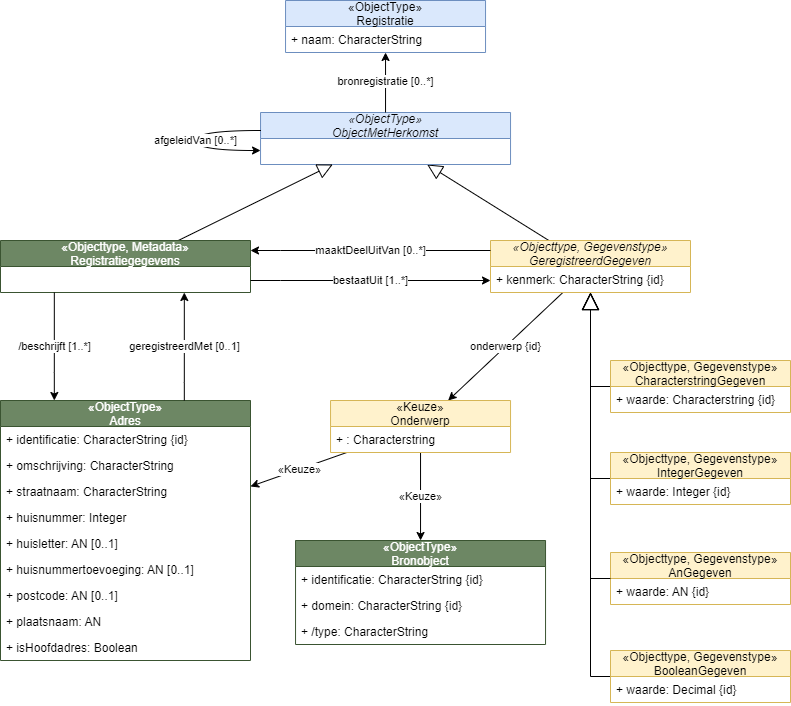 «ObjectType»
Registratie
+ naam: CharacterString
bronregistratie [0..*]
«ObjectType»
ObjectMetHerkomst
afgeleidVan [0..*]
«Objecttype, Metadata»
Registratiegegevens
maaktDeelUitVan [0..*]
bestaatUit [1..*]
«Objecttype, Gegevenstype»
GeregistreerdGegeven
+ kenmerk: CharacterString {id}
/beschrijft [1..*]
geregistreerdMet [0..1]
onderwerp {id}
«Objecttype, Gegevenstype»
CharacterstringGegeven
+ waarde: Characterstring {id}
«ObjectType»
Adres
+ identificatie: CharacterString {id}
+ omschrijving: CharacterString
+ straatnaam: CharacterString
+ huisnummer: Integer
+ huisletter: AN [0..1]
+ huisnummertoevoeging: AN [0..1]
+ postcode: AN [0..1]
+ plaatsnaam: AN
+ isHoofdadres: Boolean
«Keuze»
Onderwerp
+ : Characterstring
«Keuze»
«Keuze»
«Objecttype, Gegevenstype»
IntegerGegeven
+ waarde: Integer {id}
«ObjectType»
Bronobject
+ identificatie: CharacterString {id}
+ domein: CharacterString {id}
+ /type: CharacterString
«Objecttype, Gegevenstype»
AnGegeven
+ waarde: AN {id}
«Objecttype, Gegevenstype»
BooleanGegeven
+ waarde: Decimal {id}